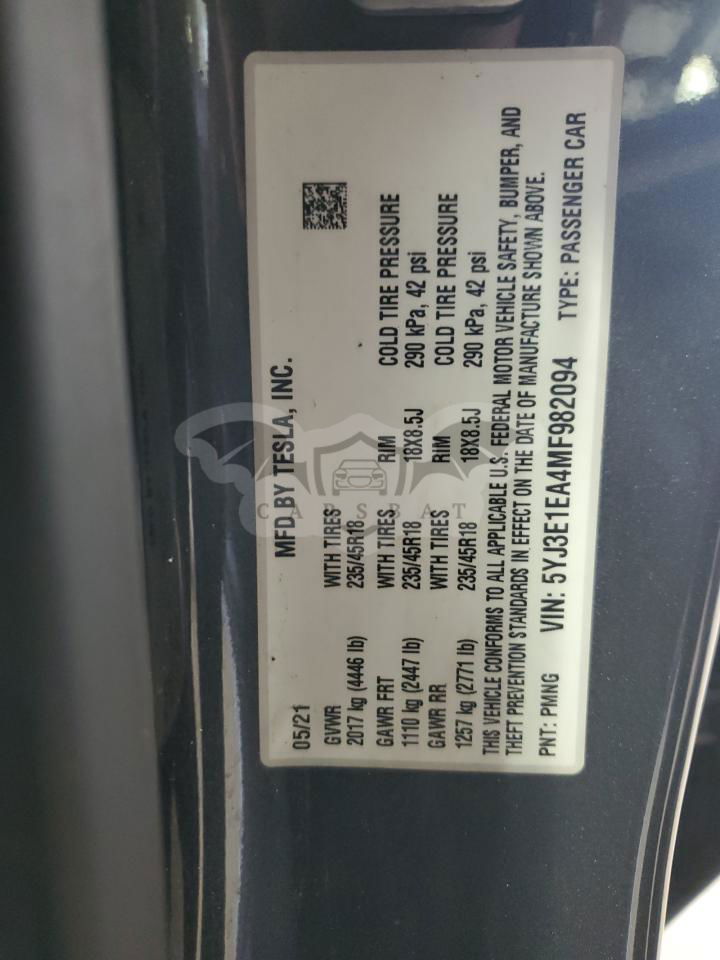 MFD BY TESLA, INC.
05/21
GVWR WITH TIRES
2017 kg (4446 lb) 235/45R18
GAWR FRT WITH TIRES RIM COLD TIRE PRESSURE
1110 kg (2447 lb) 235/45R18 18X8.5J 290 kPa, 42 psi
GAWR RR WITH TIRES RIM COLD TIRE PRESSURE
1257 kg (2771 lb) 235/45R18 18X8.5J 290 kPa, 42 psi
THIS VEHICLE CONFORMS TO ALL APPLICABLE U.S. FEDERAL MOTOR VEHICLE SAFETY, BUMPER, AND
THEFT PREVENTION STANDARDS IN EFFECT ON THE DATE OF MANUFACTURE SHOWN ABOVE.
PNT: PMNG VIN: 5YJ3E1EA4MF982094 TYPE: PASSENGER CAR
CARSBAT